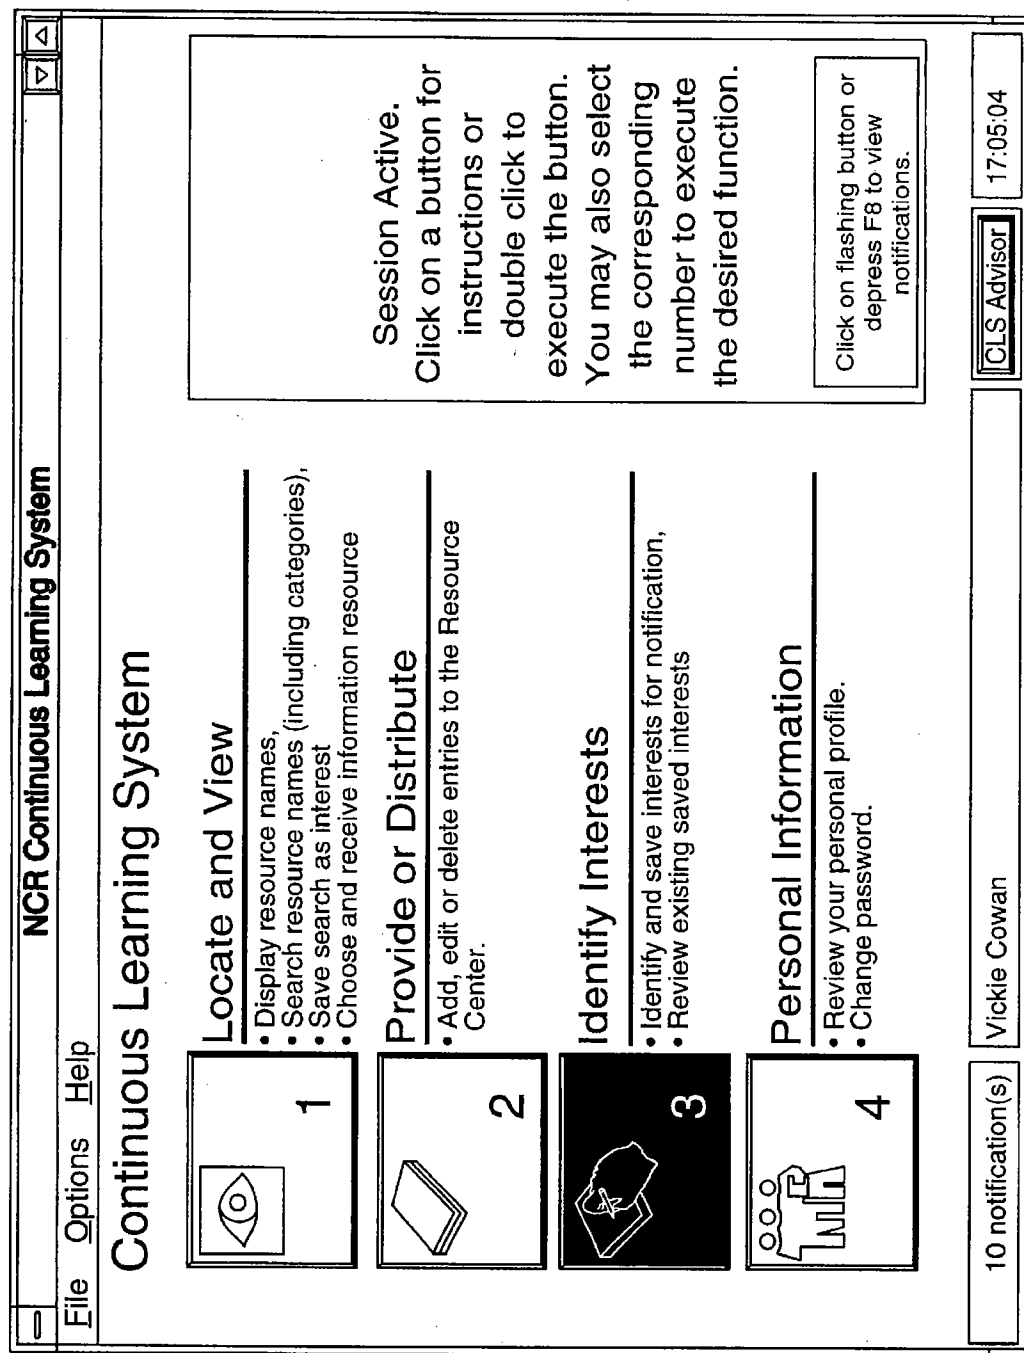 NCR Continuous Learning System
File Options Help
Continuous Learning System
1
Locate and View
• Display resource names,
• Search resource names (including categories),
• Save search as interest
• Choose and receive information resource
2
Provide or Distribute
• Add, edit or delete entries to the Resource
Center.
3
Identify Interests
• Identify and save interests for notification,
• Review existing saved interests
4
Personal Information
• Review your personal profile.
• Change password.
Session Active.
Click on a button for
instructions or
double click to
execute the button.
You may also select
the corresponding
number to execute
the desired function.
Click on flashing button or
depress F8 to view
notifications.
10 notification(s)
Vickie Cowan
CLS Advisor
17:05:04